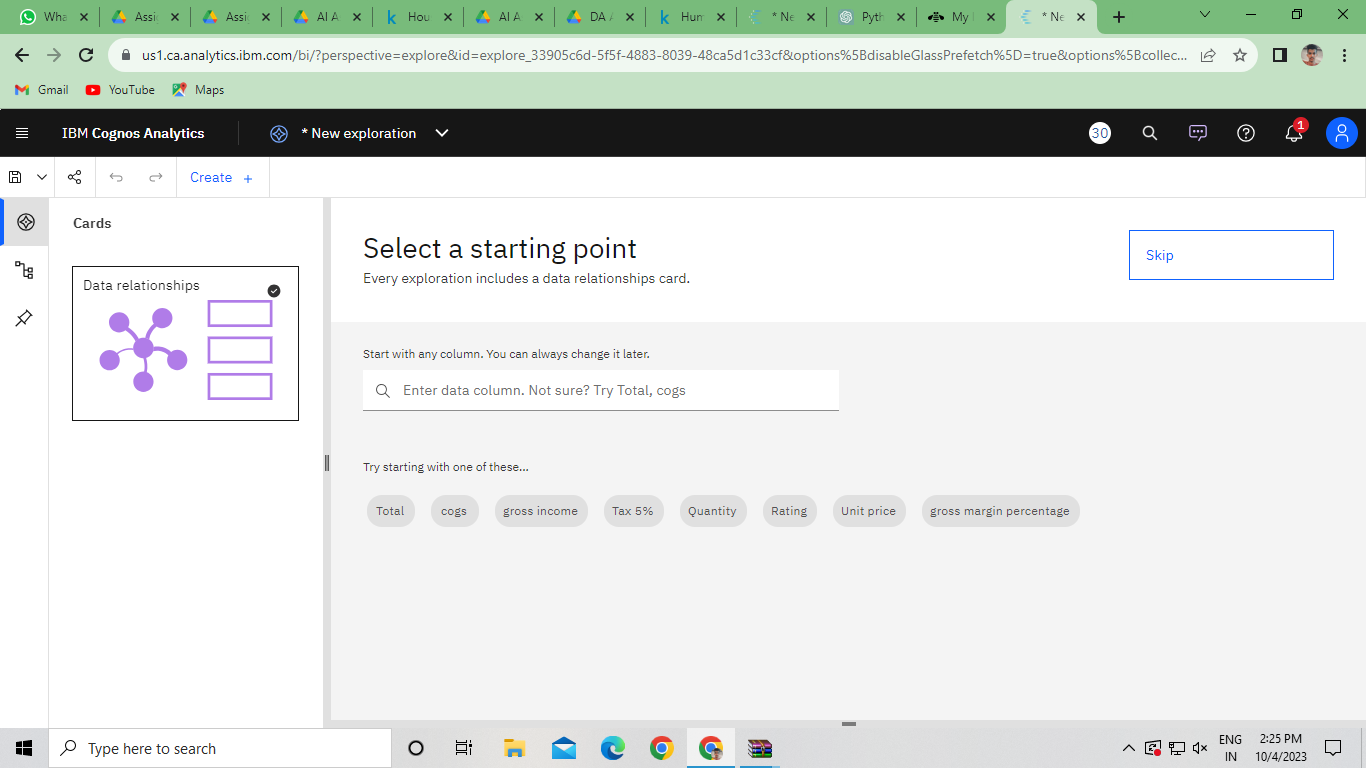 Wha
Assi
Assi
AI A
Hou
AI A
DA A
Hum
* Ne
Pyth
My
* Ne
us1.ca.analytics.ibm.com/bi/?perspective=explore&id=explore_33905c6d-5f5f-4883-8039-48ca5d1c33cf&options%5BdisableGlassPrefetch%5D=true&options%5Bcollec...
Gmail YouTube Maps
IBM Cognos Analytics * New exploration 30 1
Create +
Cards
Data relationships
Select a starting point
Every exploration includes a data relationships card.
Skip
Start with any column. You can always change it later.
Enter data column. Not sure? Try Total, cogs
Try starting with one of these...
Total cogs gross income Tax 5% Quantity Rating Unit price gross margin percentage
Type here to search
ENG
IN
2:25 PM
10/4/2023